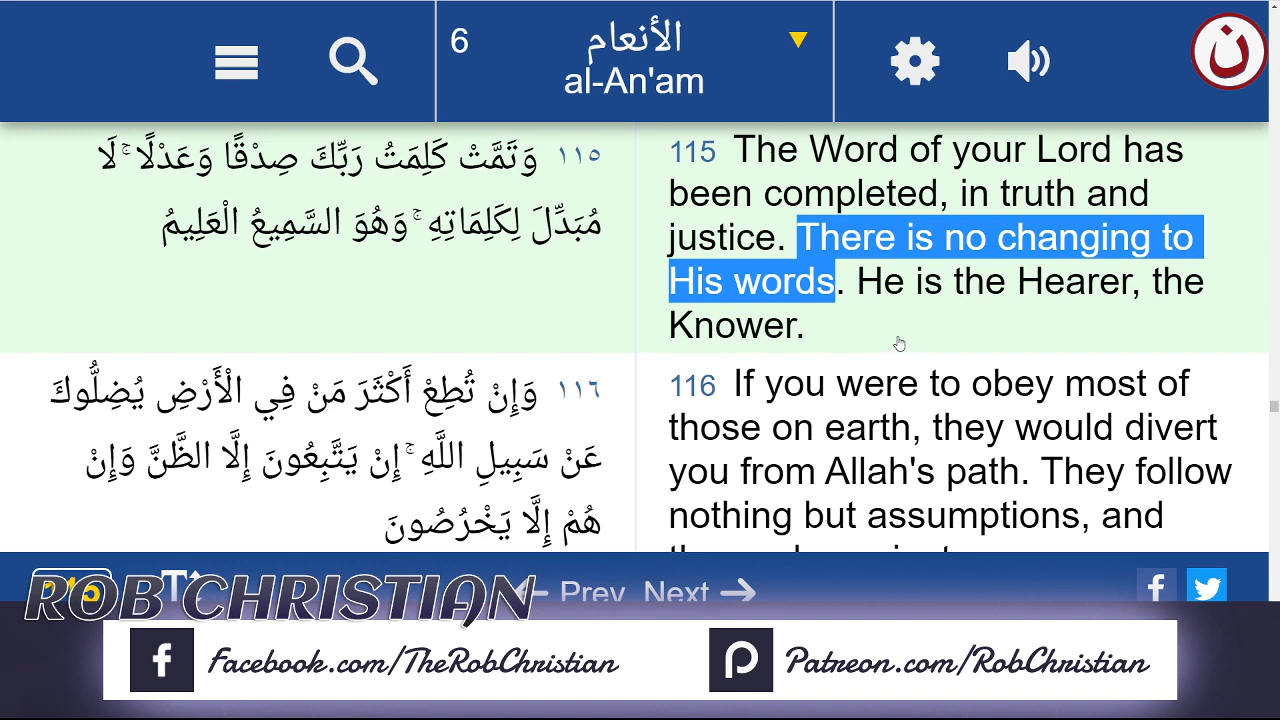 6
الأنعام
al-An'am
ن
١١٥ وَتَمَّتْ كَلِمَتُ رَبِّكَ صِدْقًا وَعَدْلًا ۚ لَا
مُبَدِّلَ لِكَلِمَاتِهِ ۚ وَهُوَ السَّمِيعُ الْعَلِيمُ
115 The Word of your Lord has
been completed, in truth and
justice. There is no changing to
His words. He is the Hearer, the
Knower.
١١٦ وَإِنْ تُطِعْ أَكْثَرَ مَنْ فِي الْأَرْضِ يُضِلُّوكَ
عَنْ سَبِيلِ اللَّهِ ۚ إِنْ يَتَّبِعُونَ إِلَّا الظَّنَّ وَإِنْ
هُمْ إِلَّا يَخْرُصُونَ
116 If you were to obey most of
those on earth, they would divert
you from Allah's path. They follow
nothing but assumptions, and
← Prev Next →
ROB CHRISTIAN
Facebook.com/TheRobChristian
Patreon.com/RobChristian